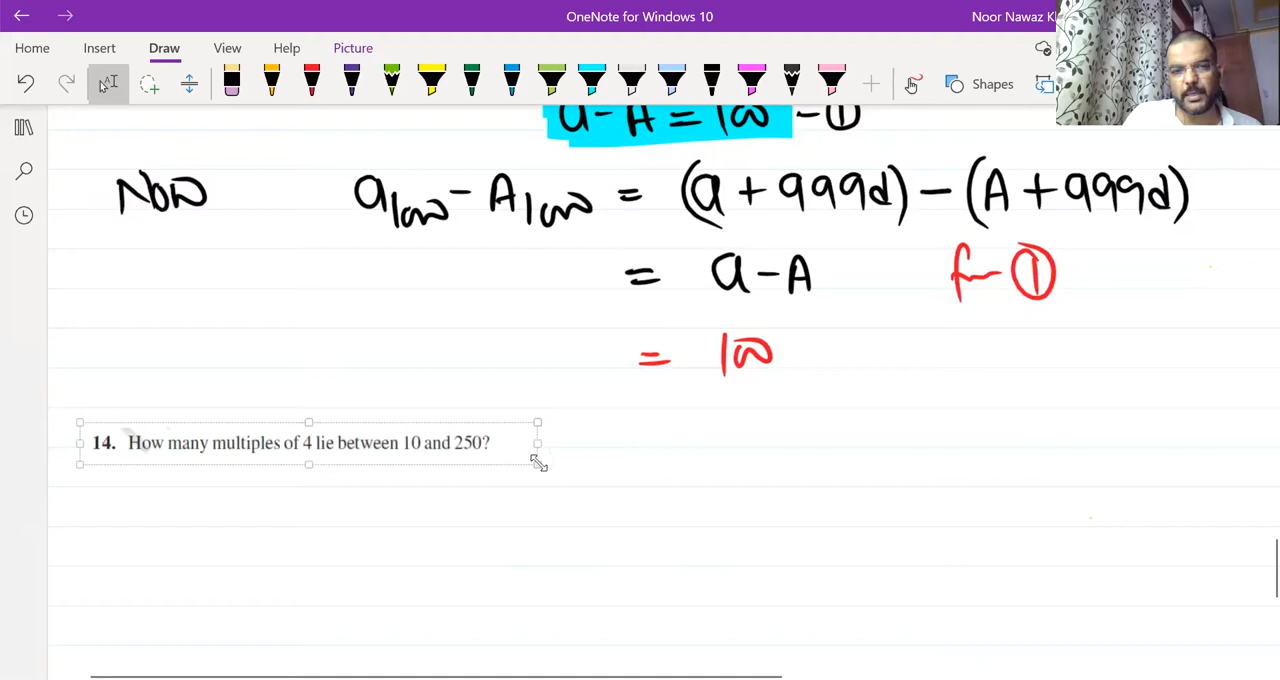 OneNote for Windows 10
Noor Nawaz
Home Insert Draw View Help Picture
Shapes
a - A = 100 - ①
Now a₁₀₀₀ - A₁₀₀₀ = (a + 999d) - (A + 999d)
= a - A f— ①
= 100
14. How many multiples of 4 lie between 10 and 250?